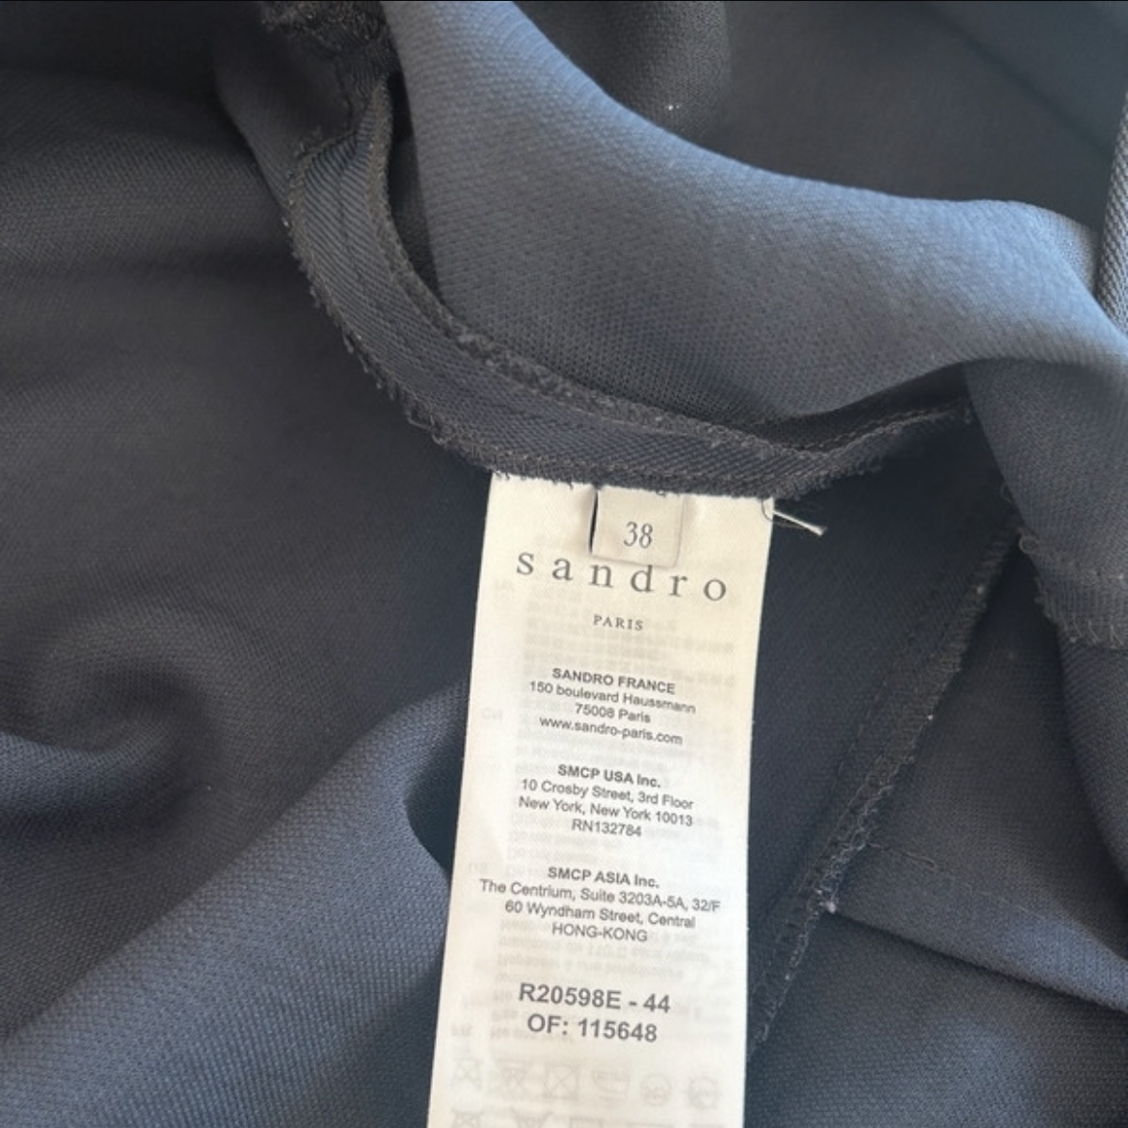 38
sandro
PARIS
SANDRO FRANCE
150 boulevard Haussmann
75008 Paris
www.sandro-paris.com
SMCP USA Inc.
10 Crosby Street, 3rd Floor
New York, New York 10013
RN132784
SMCP ASIA Inc.
The Centrium, Suite 3203A-5A, 32/F
60 Wyndham Street, Central
HONG-KONG
R20598E - 44
OF: 115648